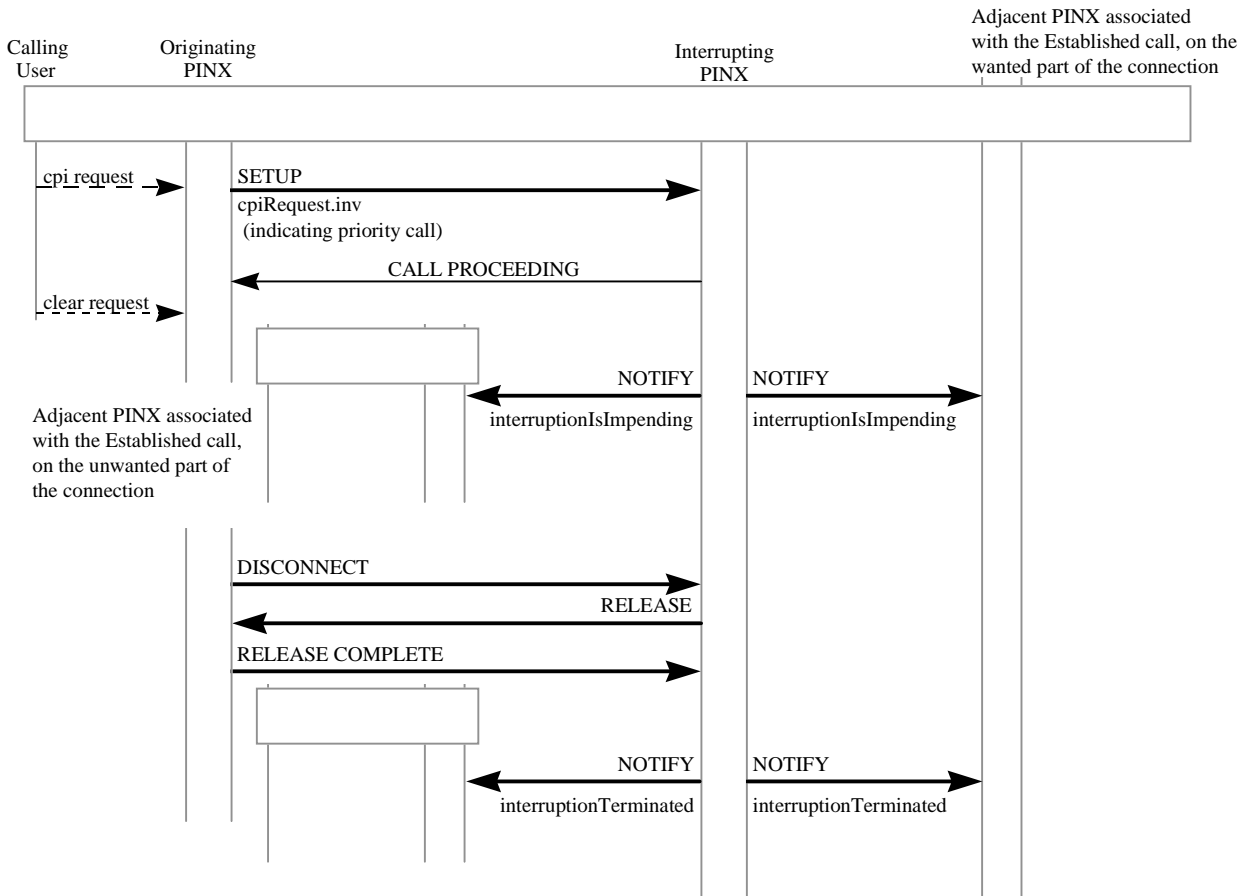 Adjacent PINX associated
with the Established call, on the
wanted part of the connection
Calling
User
Originating
PINX
Interrupting
PINX
cpi request
SETUP
cpiRequest.inv
(indicating priority call)
CALL PROCEEDING
clear request
NOTIFY
NOTIFY
interruptionIsImpending
interruptionIsImpending
Adjacent PINX associated
with the Established call,
on the unwanted part of
the connection
DISCONNECT
RELEASE
RELEASE COMPLETE
NOTIFY
NOTIFY
interruptionTerminated
interruptionTerminated